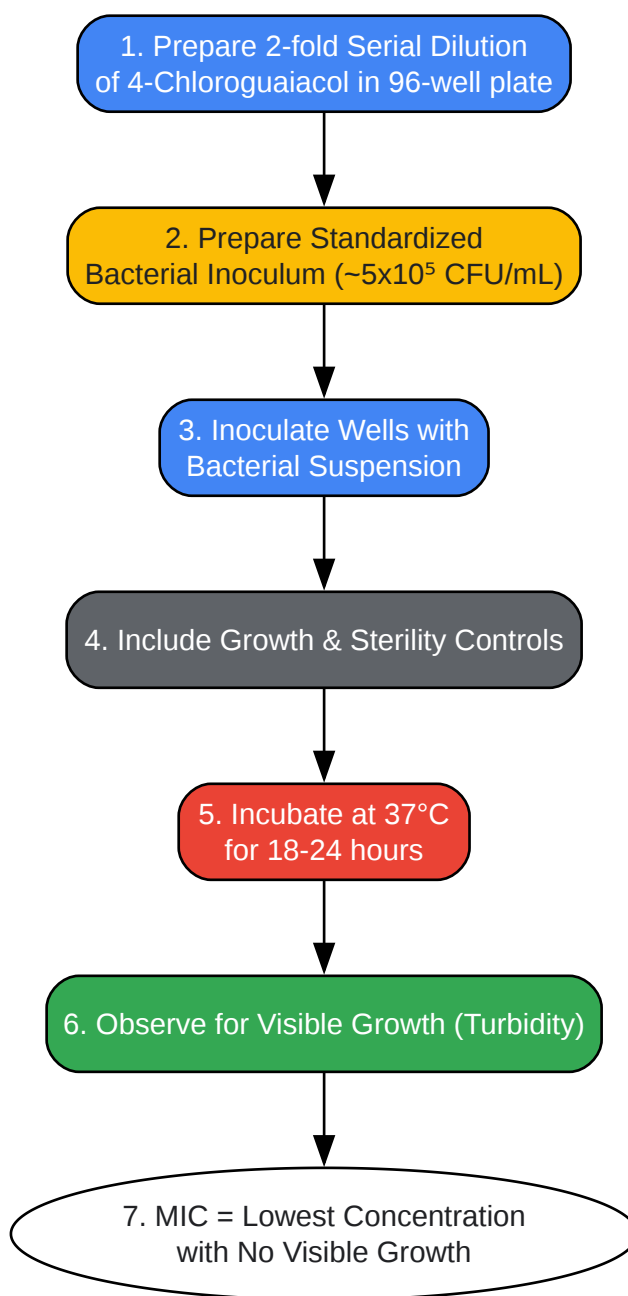 1. Prepare 2-fold Serial Dilution
of 4-Chloroguaiacol in 96-well plate
2. Prepare Standardized
Bacterial Inoculum (~5x10⁵ CFU/mL)
3. Inoculate Wells with
Bacterial Suspension
4. Include Growth & Sterility Controls
5. Incubate at 37°C
for 18-24 hours
6. Observe for Visible Growth (Turbidity)
7. MIC = Lowest Concentration
with No Visible Growth